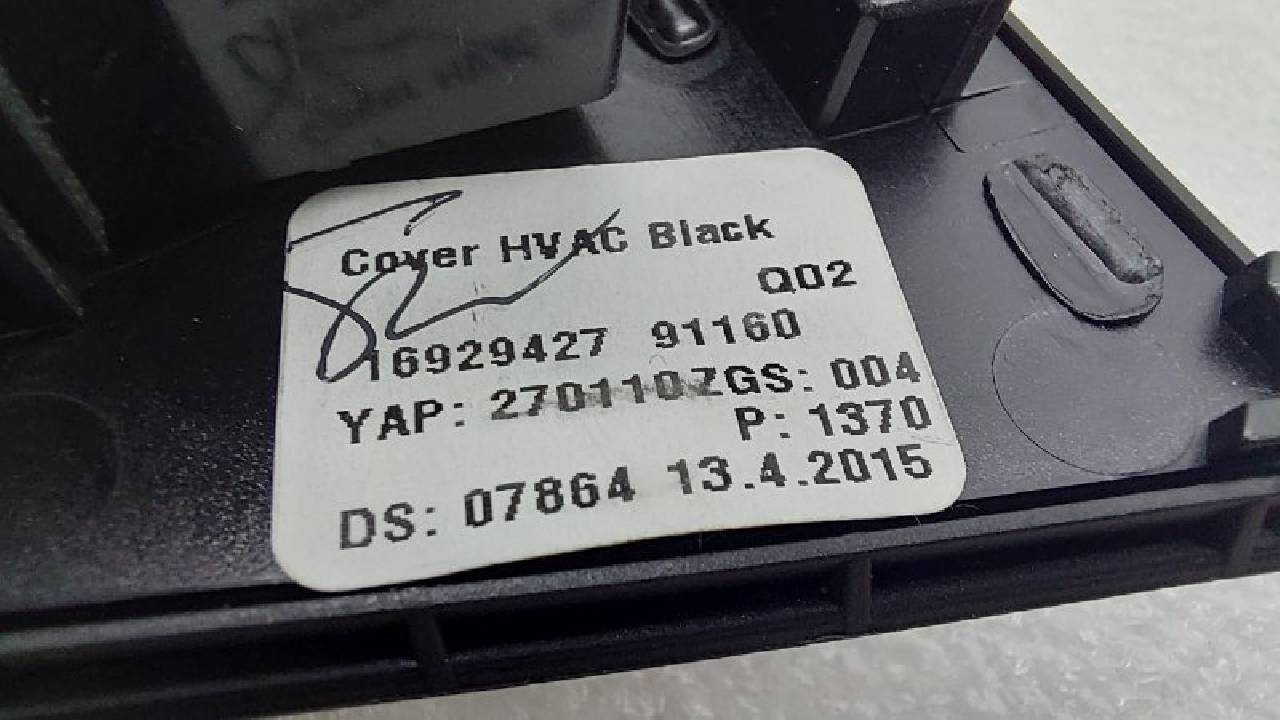 Cover HVAC Black
Q02
16929427 91160
YAP: 270110ZGS: 004
P: 1370
DS: 07864 13.4.2015